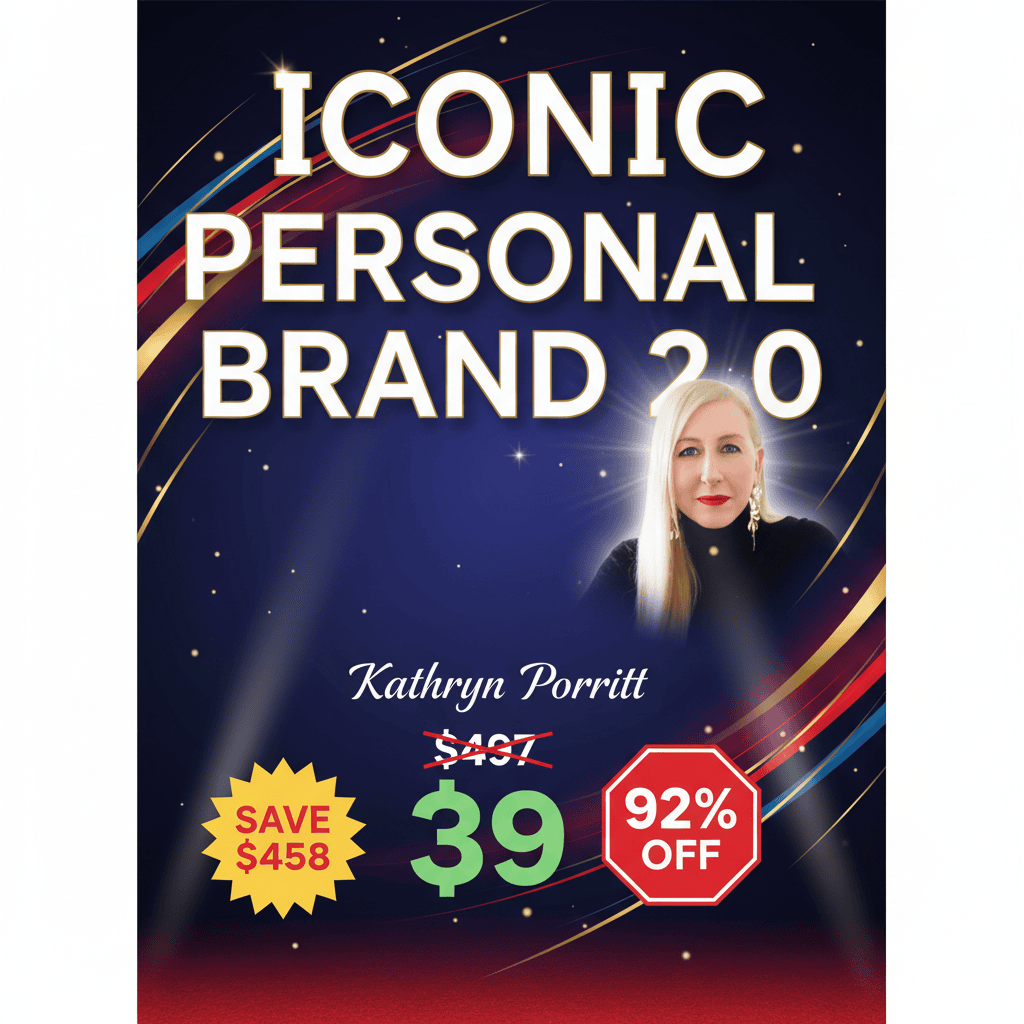 ICONIC
PERSONAL
BRAND 2.0
Kathryn Porritt
$497
SAVE
$458
$39
92%
OFF